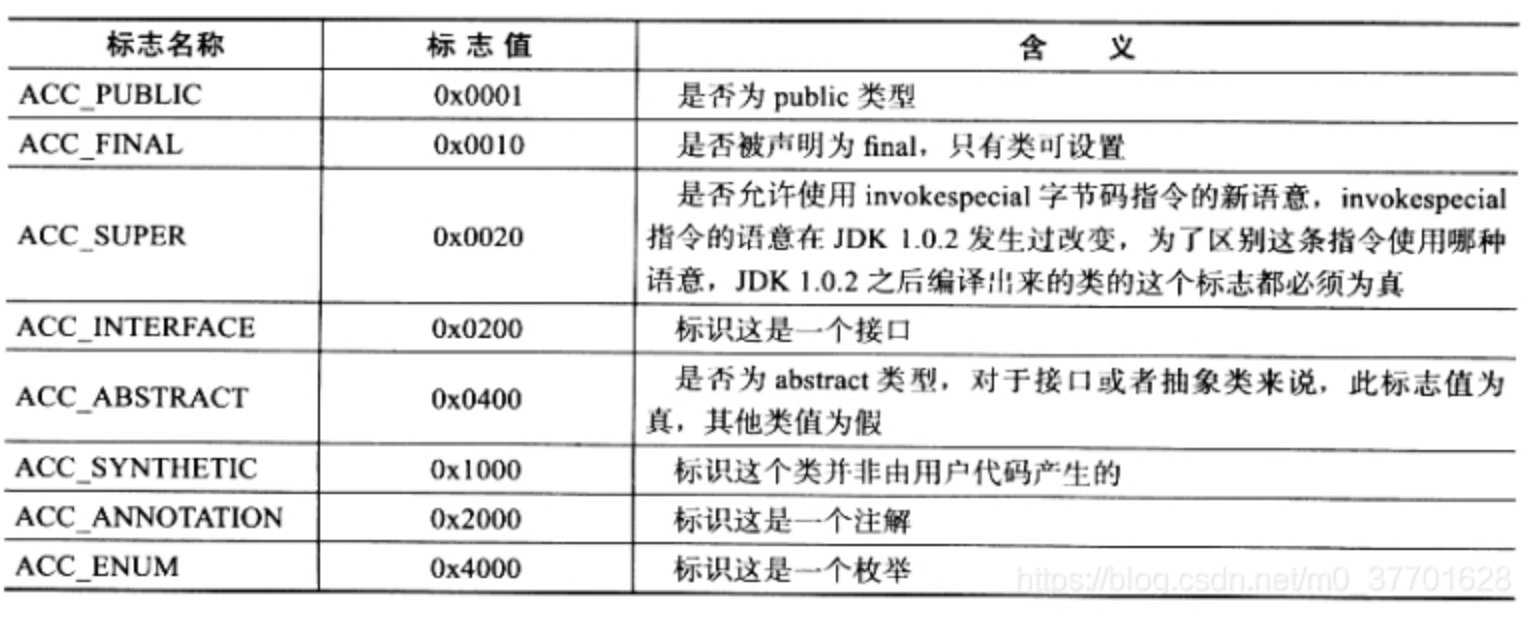 标志名称 标志值 含义
ACC_PUBLIC 0x0001 是否为 public 类型
ACC_FINAL 0x0010 是否被声明为 final，只有类可设置
ACC_SUPER 0x0020 是否允许使用 invokespecial 字节码指令的新语意，invokespecial
指令的语意在 JDK 1.0.2 发生过改变，为了区别这条指令使用哪种
语意，JDK 1.0.2 之后编译出来的类的这个标志都必须为真
ACC_INTERFACE 0x0200 标识这是一个接口
ACC_ABSTRACT 0x0400 是否为 abstract 类型，对于接口或者抽象类来说，此标志值为
真，其他类值为假
ACC_SYNTHETIC 0x1000 标识这个类并非由用户代码产生的
ACC_ANNOTATION 0x2000 标识这是一个注解
ACC_ENUM 0x4000 标识这是一个枚举
https://blog.csdn.net/m0_37701628